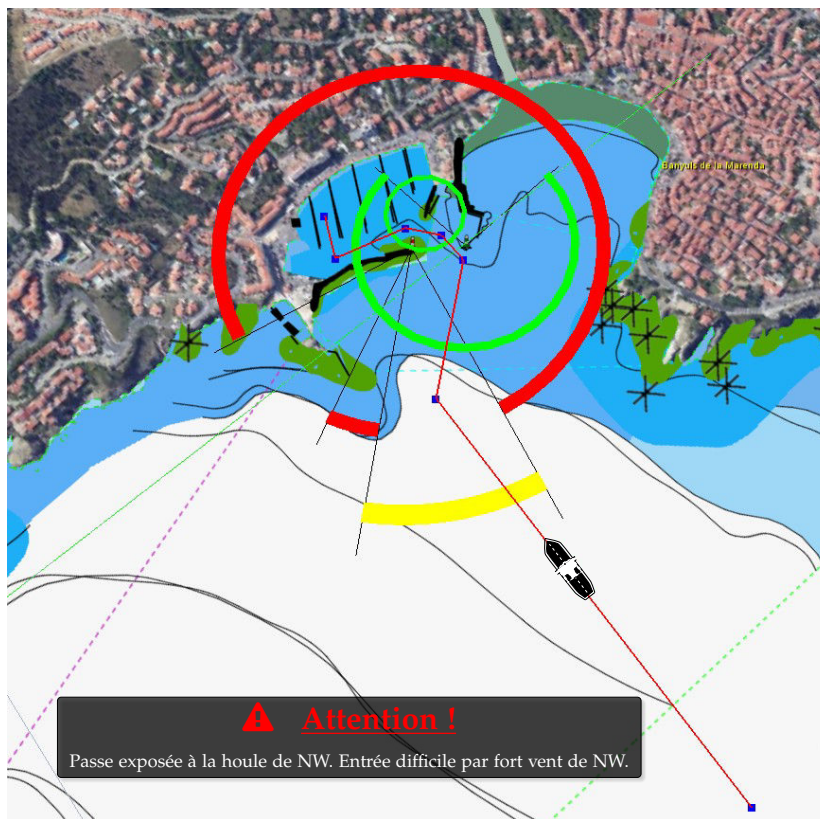 Banyuls de la Marenda
Attention !
Passe exposée à la houle de NW. Entrée difficile par fort vent de NW.